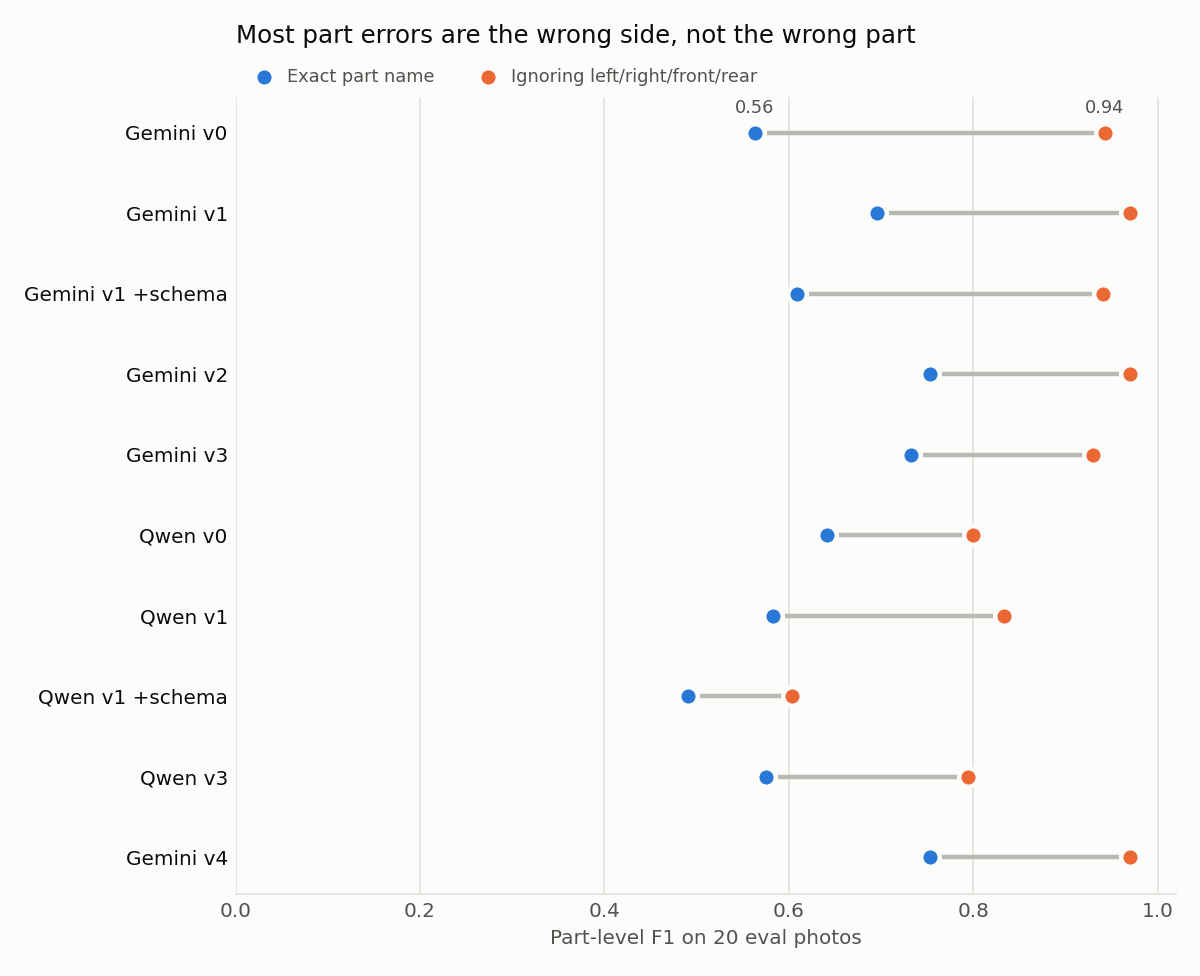 Most part errors are the wrong side, not the wrong part
Exact part name
Ignoring left/right/front/rear
0.56
0.94
Gemini v0
Gemini v1
Gemini v1 +schema
Gemini v2
Gemini v3
Qwen v0
Qwen v1
Qwen v1 +schema
Qwen v3
Gemini v4
0.0 0.2 0.4 0.6 0.8 1.0
Part-level F1 on 20 eval photos